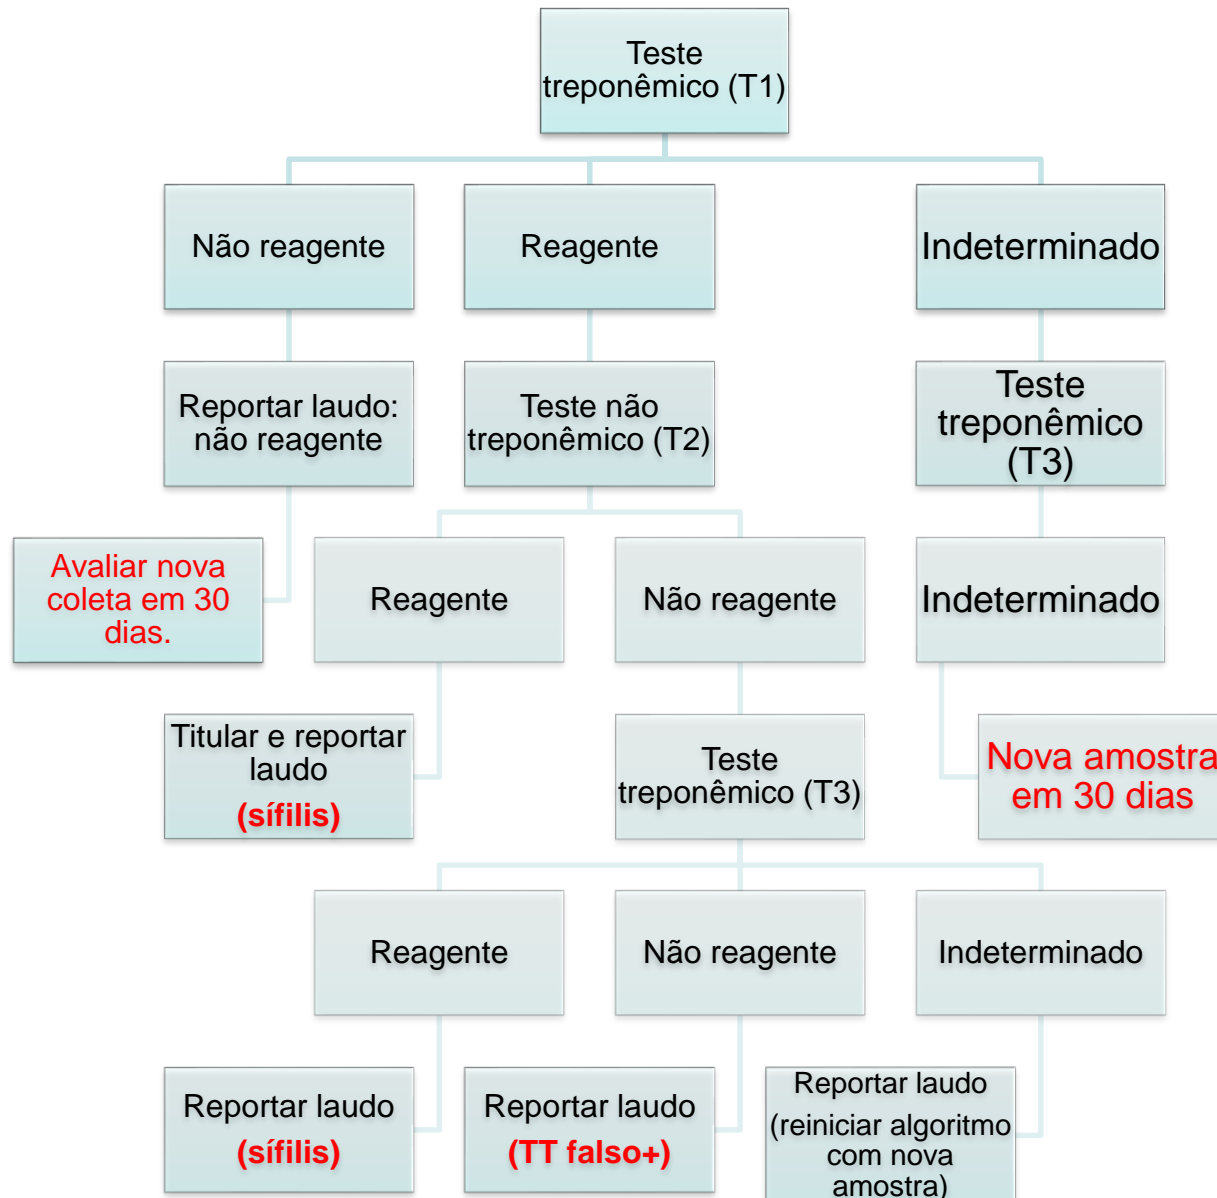 Teste
treponêmico (T1)
Não reagente
Reagente
Indeterminado
Reportar laudo:
não reagente
Teste não
treponêmico (T2)
Teste
treponêmico
(T3)
Avaliar nova
coleta em 30
dias.
Reagente
Não reagente
Indeterminado
Titular e reportar
laudo
(sífilis)
Teste
treponêmico (T3)
Nova amostra
em 30 dias
Reagente
Não reagente
Indeterminado
Reportar laudo
(sífilis)
Reportar laudo
(TT falso+)
Reportar laudo
(reiniciar algoritmo
com nova
amostra)